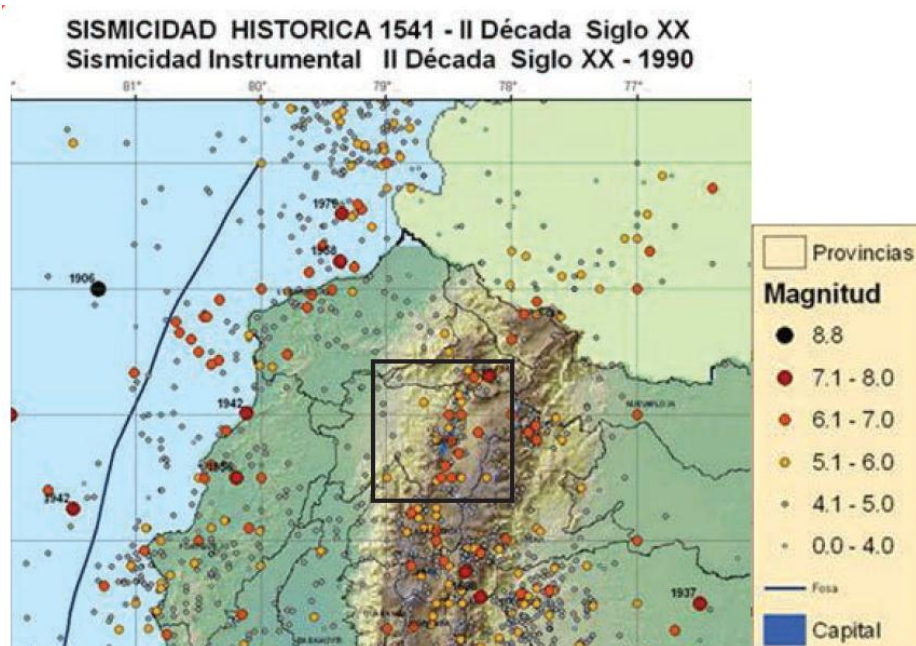 SISMICIDAD HISTORICA 1541 - II Década Siglo XX
Sismicidad Instrumental II Década Siglo XX - 1990
81° 80° 79° 78° 77°
1906
1942
1942
1937
Provincias
Magnitud
8.8
7.1 - 8.0
6.1 - 7.0
5.1 - 6.0
4.1 - 5.0
0.0 - 4.0
Fosa
Capital